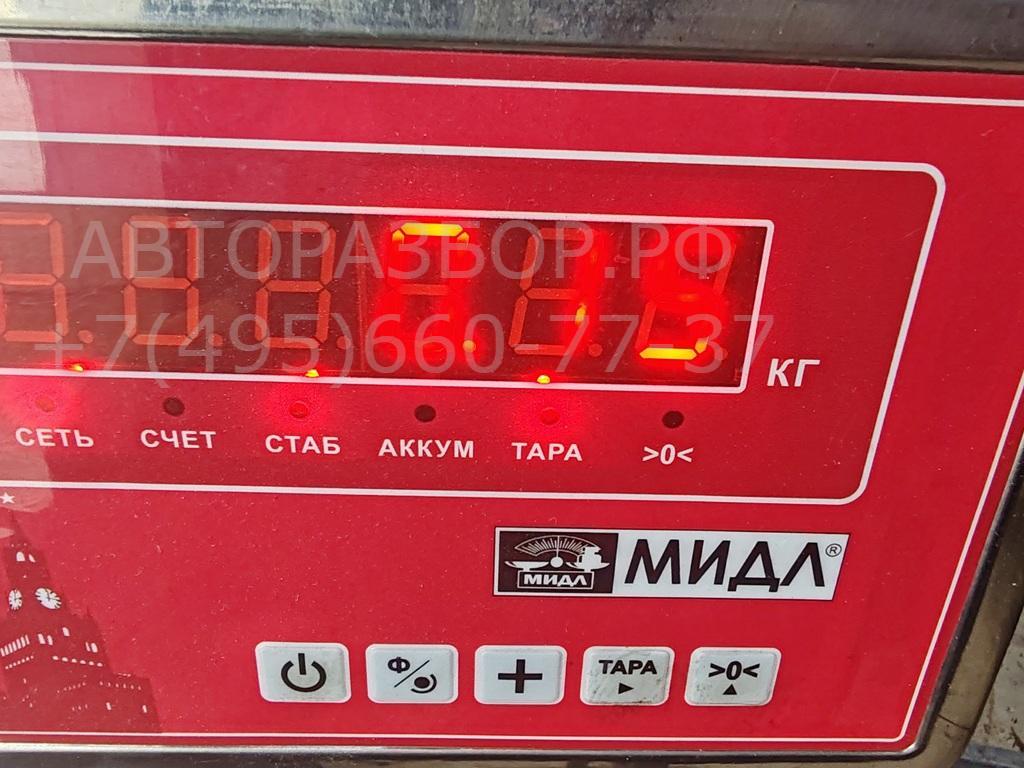 АВТОРАЗБОР.РФ
+7(495)660-77-37
КГ
СЕТЬ СЧЕТ СТАБ АККУМ ТАРА >0<
МИДЛ МИДЛ®
Ф ТАРА >0<